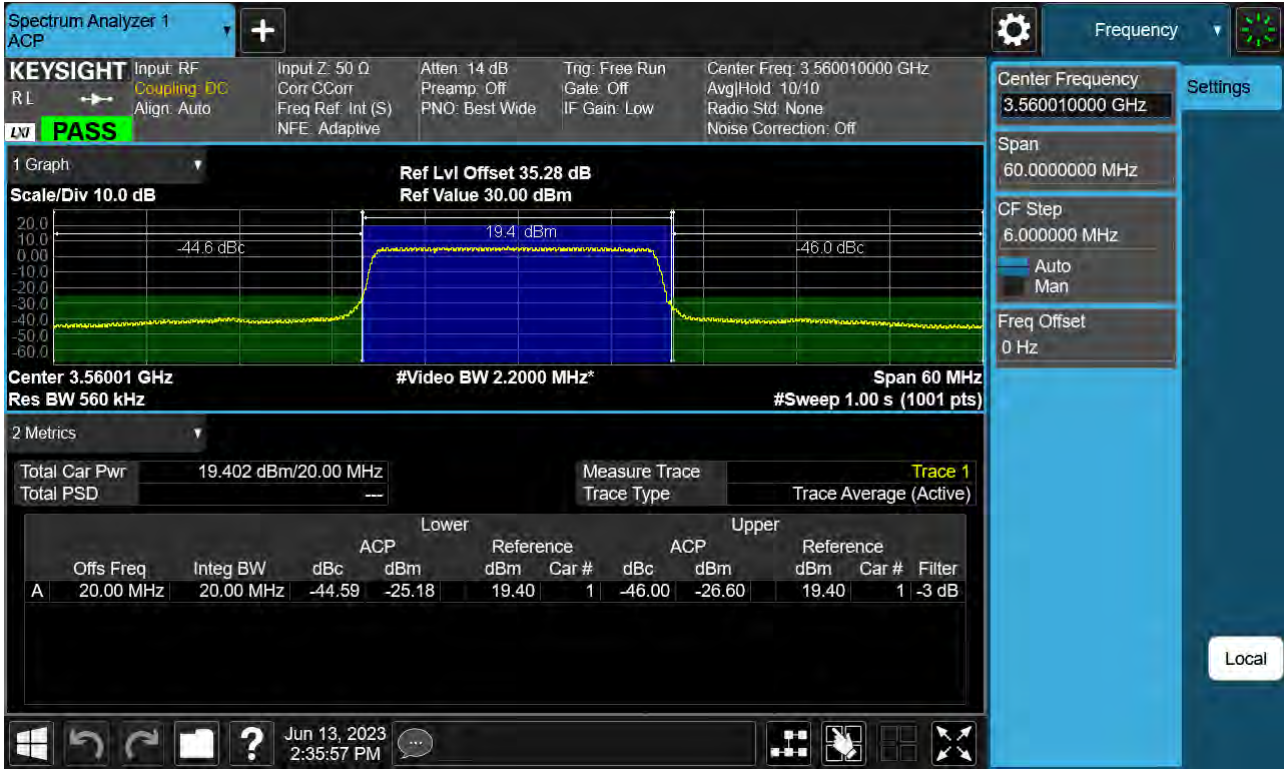 Spectrum Analyzer 1
ACP
Frequency
KEYSIGHT
R L
LXI
PASS
Input: RF
Coupling: DC
Align: Auto
Input Z: 50 Ω
Corr CCorr
Freq Ref: Int (S)
NFE: Adaptive
Atten: 14 dB
Preamp: Off
PNO: Best Wide
Trig: Free Run
Gate: Off
IF Gain: Low
Center Freq: 3.560010000 GHz
Avg|Hold: 10/10
Radio Std: None
Noise Correction: Off
Center Frequency
3.560010000 GHz
Settings
Span
60.0000000 MHz
CF Step
6.000000 MHz
Auto
Man
Freq Offset
0 Hz
Local
1 Graph
Scale/Div 10.0 dB
Ref Lvl Offset 35.28 dB
Ref Value 30.00 dBm
20.0
10.0
0.00
-10.0
-20.0
-30.0
-40.0
-50.0
-60.0
-44.6 dBc
19.4 dBm
-46.0 dBc
Center 3.56001 GHz
#Video BW 2.2000 MHz*
Span 60 MHz
Res BW 560 kHz
#Sweep 1.00 s (1001 pts)
2 Metrics
Total Car Pwr 19.402 dBm/20.00 MHz
Total PSD ---
Measure Trace Trace 1
Trace Type Trace Average (Active)
Lower Upper
ACP Reference ACP Reference
Offs Freq Integ BW dBc dBm dBm Car # dBc dBm dBm Car # Filter
A 20.00 MHz 20.00 MHz -44.59 -25.18 19.40 1 -46.00 -26.60 19.40 1 -3 dB
?
Jun 13, 2023
2:35:57 PM